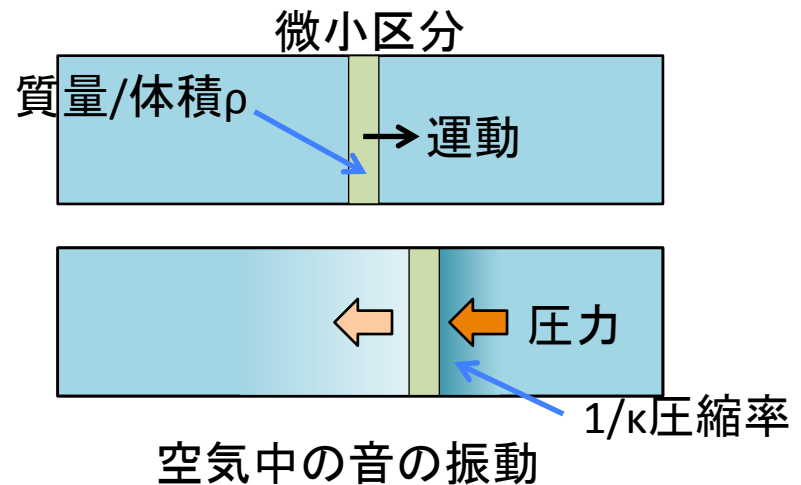 微小区分
質量/体積ρ
運動
圧力
1/κ圧縮率
空気中の音の振動